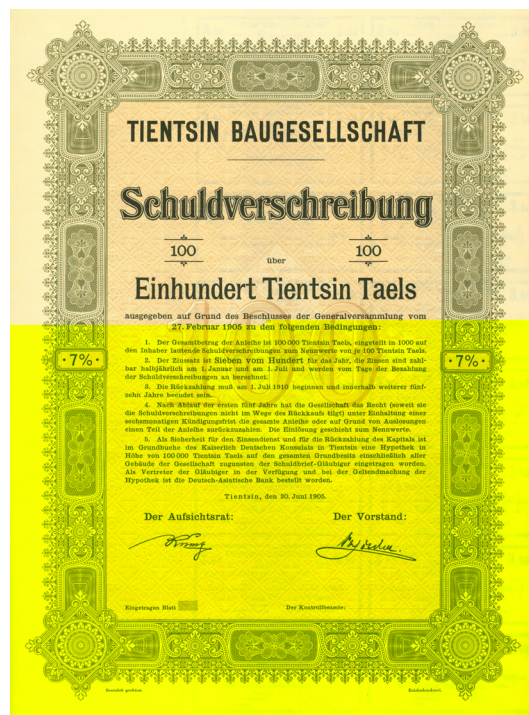 TIENTSIN BAUGESELLSCHAFT
Schuldverschreibung
100 über 100
Einhundert Tientsin Taels
ausgegeben auf Grund des Beschlusses der Generalversammlung vom
27. Februar 1905 zu den folgenden Bedingungen:
1. Der Gesamtbetrag der Anleihe ist 100 000 Tientsin Taels, eingeteilt in 1000 auf
den Inhaber lautende Schuldverschreibungen zum Nennwerte von je 100 Tientsin Taels.
· 7% · · 7% ·
2. Der Zinssatz ist Sieben vom Hundert für das Jahr, die Zinsen sind zahl-
bar halbjährlich am 1. Januar und am 1. Juli und werden vom Tage der Bezahlung
der Schuldverschreibungen an berechnet.
3. Die Rückzahlung muß am 1. Juli 1910 beginnen und innerhalb weiterer fünf-
zehn Jahre beendet sein.
4. Nach Ablauf der ersten fünf Jahre hat die Gesellschaft das Recht (soweit sie
die Schuldverschreibungen nicht im Wege des Rückkaufs tilgt) unter Einhaltung einer
sechsmonatigen Kündigungsfrist die gesamte Anleihe oder auf Grund von Auslosungen
einen Teil der Anleihe zurückzuzahlen. Die Einlösung geschieht zum Nennwerte.
5. Als Sicherheit für den Zinsendienst und für die Rückzahlung des Kapitals ist
im Grundbuche des Kaiserlich Deutschen Konsulats in Tientsin eine Hypothek in
Höhe von 100 000 Tientsin Taels auf den gesamten Grundbesitz einschließlich aller
Gebäude der Gesellschaft zugunsten der Schuldbrief-Gläubiger eingetragen worden.
Als Vertreter der Gläubiger in der Verfügung und bei der Geltendmachung der
Hypothek ist die Deutsch-Asiatische Bank bestellt worden.
Tientsin, den 30. Juni 1905.
Der Aufsichtsrat: Der Vorstand:
Eingetragen Blatt Der Kontrollbeamte:
Gesetzlich geschützt. Reichsdruckerei.